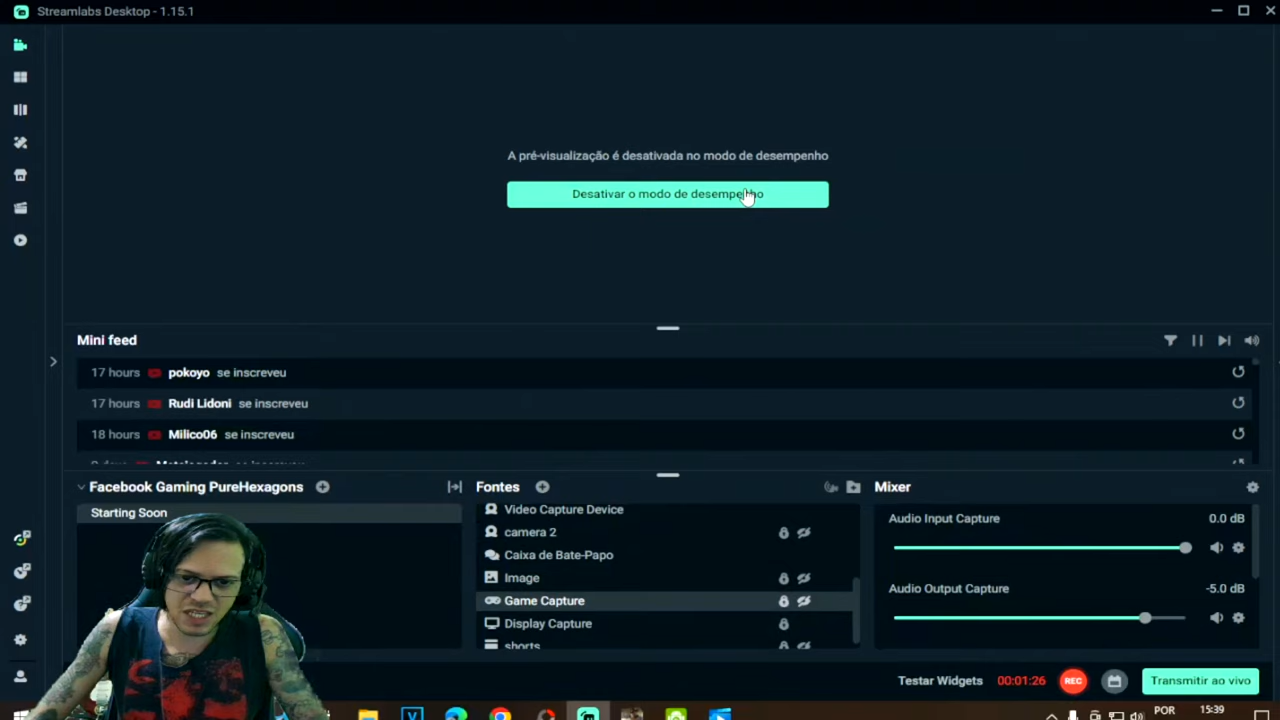 Streamlabs Desktop - 1.15.1
A pré-visualização é desativada no modo de desempenho
Desativar o modo de desempenho
Mini feed
17 hours pokoyo se inscreveu
17 hours Rudi Lidoni se inscreveu
18 hours Milico06 se inscreveu
Facebook Gaming PureHexagons
Starting Soon
Fontes
Video Capture Device
camera 2
Caixa de Bate-Papo
Image
Game Capture
Display Capture
shorts
Mixer
Audio Input Capture 0.0 dB
Audio Output Capture -5.0 dB
Testar Widgets 00:01:26 REC Transmitir ao vivo
POR 15:39